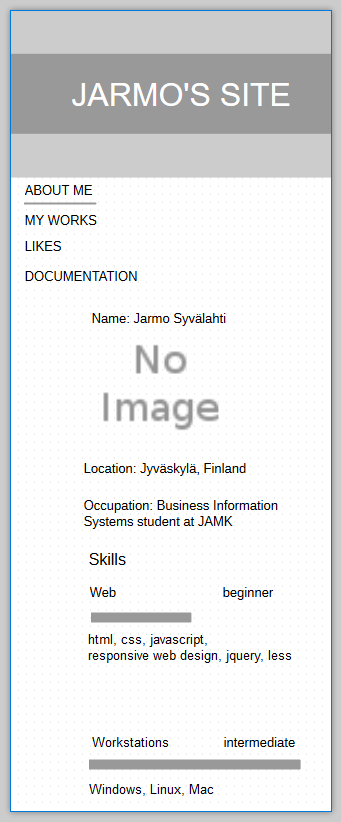 JARMO'S SITE
ABOUT ME
MY WORKS
LIKES
DOCUMENTATION
Name: Jarmo Syvälahti
No
Image
Location: Jyväskylä, Finland
Occupation: Business Information
Systems student at JAMK
Skills
Web beginner
html, css, javascript,
responsive web design, jquery, less
Workstations intermediate
Windows, Linux, Mac